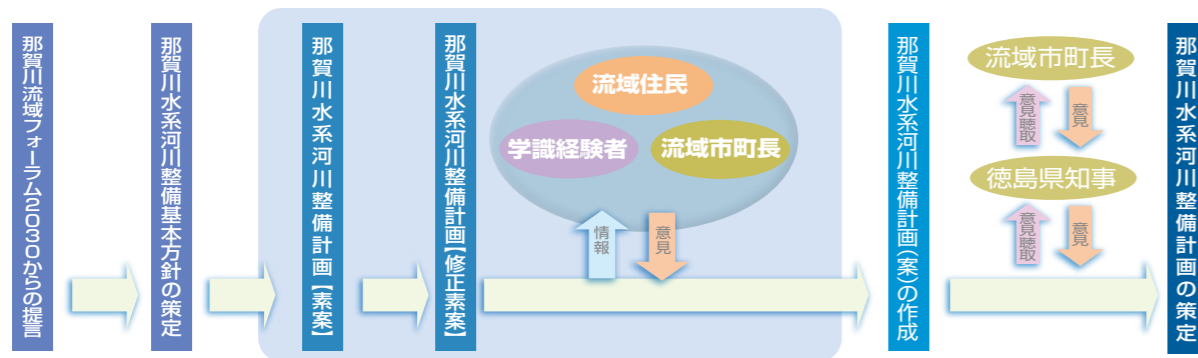 那賀川流域フォーラム2030からの提言
那賀川水系河川整備基本方針の策定
那賀川水系河川整備計画【素案】
那賀川水系河川整備計画【修正素案】
流域住民
学識経験者
流域市町長
情報
意見
那賀川水系河川整備計画(案)の作成
流域市町長
意見聴取
意見
徳島県知事
意見聴取
意見
那賀川水系河川整備計画の策定